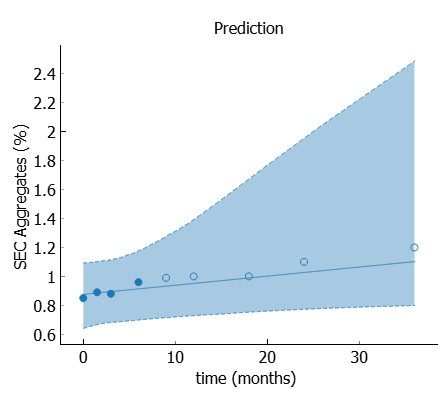 Prediction
SEC Aggregates (%)
2.4
2.2
2
1.8
1.6
1.4
1.2
1
0.8
0.6
0 10 20 30
time (months)